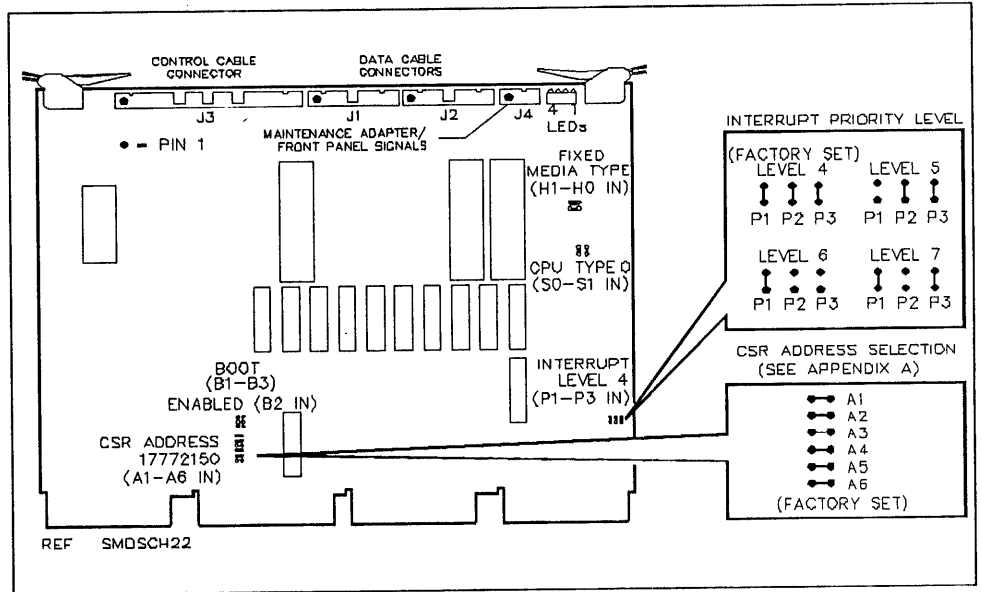 CONTROL CABLE
CONNECTOR
DATA CABLE
CONNECTORS
J3
J1
J2
J4
4 1
LEDs
MAINTENANCE ADAPTER/
FRONT PANEL SIGNALS
● - PIN 1
FIXED
MEDIA TYPE
(H1-H0 IN)
CPU TYPE 0
(S0-S1 IN)
BOOT
(B1-B3)
ENABLED (B2 IN)
INTERRUPT
LEVEL 4
(P1-P3 IN)
CSR ADDRESS
17772150
(A1-A6 IN)
REF SMDSCH22
INTERRUPT PRIORITY LEVEL
(FACTORY SET)
LEVEL 4
P1 P2 P3
LEVEL 5
P1 P2 P3
LEVEL 6
P1 P2 P3
LEVEL 7
P1 P2 P3
CSR ADDRESS SELECTION
(SEE APPENDIX A)
A1
A2
A3
A4
A5
A6
(FACTORY SET)